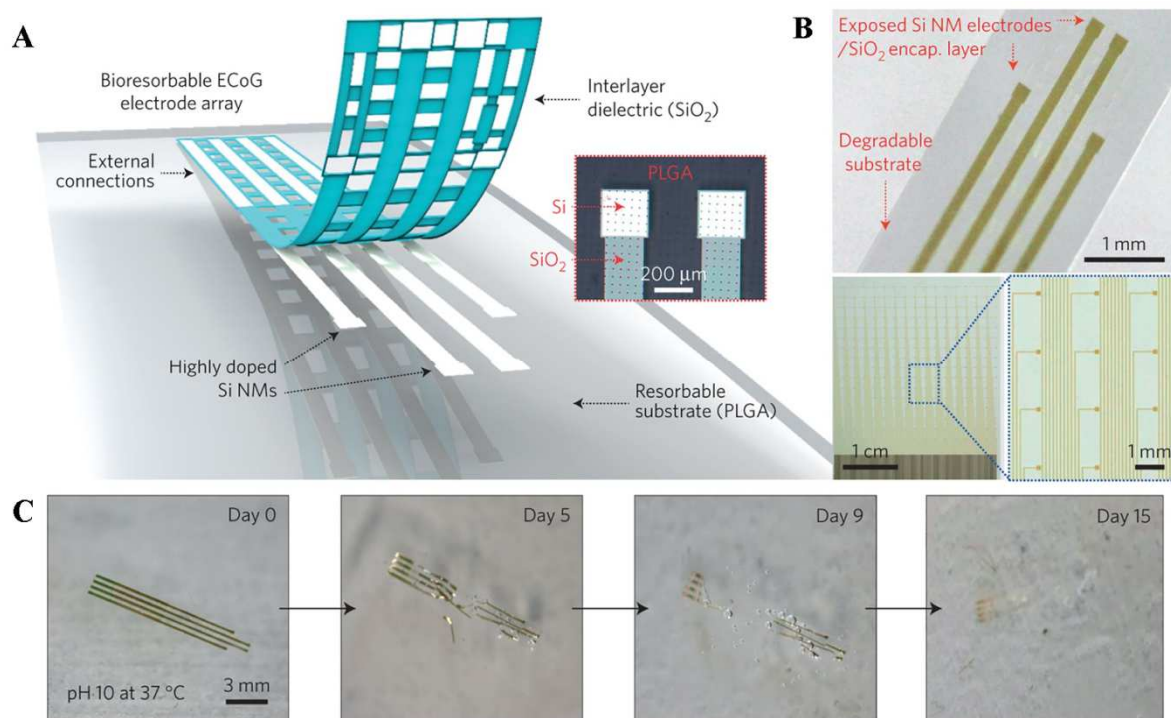 A
Bioresorbable ECoG
electrode array
External
connections
Interlayer
dielectric (SiO₂)
PLGA
Si
SiO₂
200 μm
Highly doped
Si NMs
Resorbable
substrate (PLGA)
B
Exposed Si NM electrodes
/SiO₂ encap. layer
Degradable
substrate
1 mm
1 cm
1 mm
C
Day 0
pH 10 at 37 °C
3 mm
Day 5
Day 9
Day 15